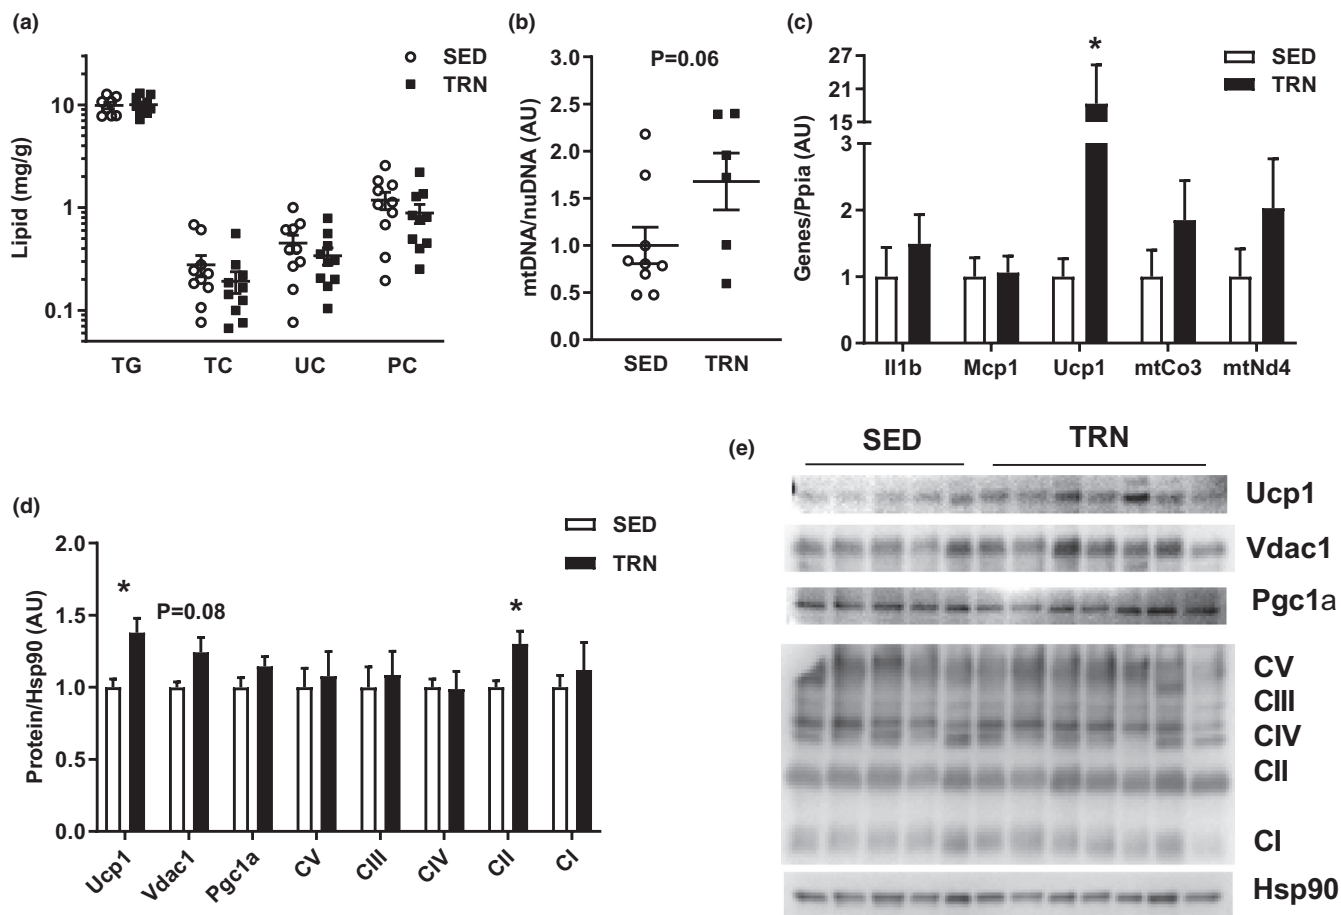 (a)
SED
TRN
Lipid (mg/g)
10
1
0.1
TG TC UC PC
(b)
P=0.06
mtDNA/nuDNA (AU)
3.0
2.5
2.0
1.5
1.0
0.5
0.0
SED TRN
(c)
*
SED
TRN
Genes/Ppia (AU)
27
21
15
3
2
1
0
Il1b Mcp1 Ucp1 mtCo3 mtNd4
(d)
SED
TRN
Protein/Hsp90 (AU)
2.0
1.5
1.0
0.5
0.0
*
P=0.08
*
Ucp1 Vdac1 Pgc1a CV CIII CIV CII CI
(e)
SED TRN
Ucp1
Vdac1
Pgc1a
CV
CIII
CIV
CII
CI
Hsp90